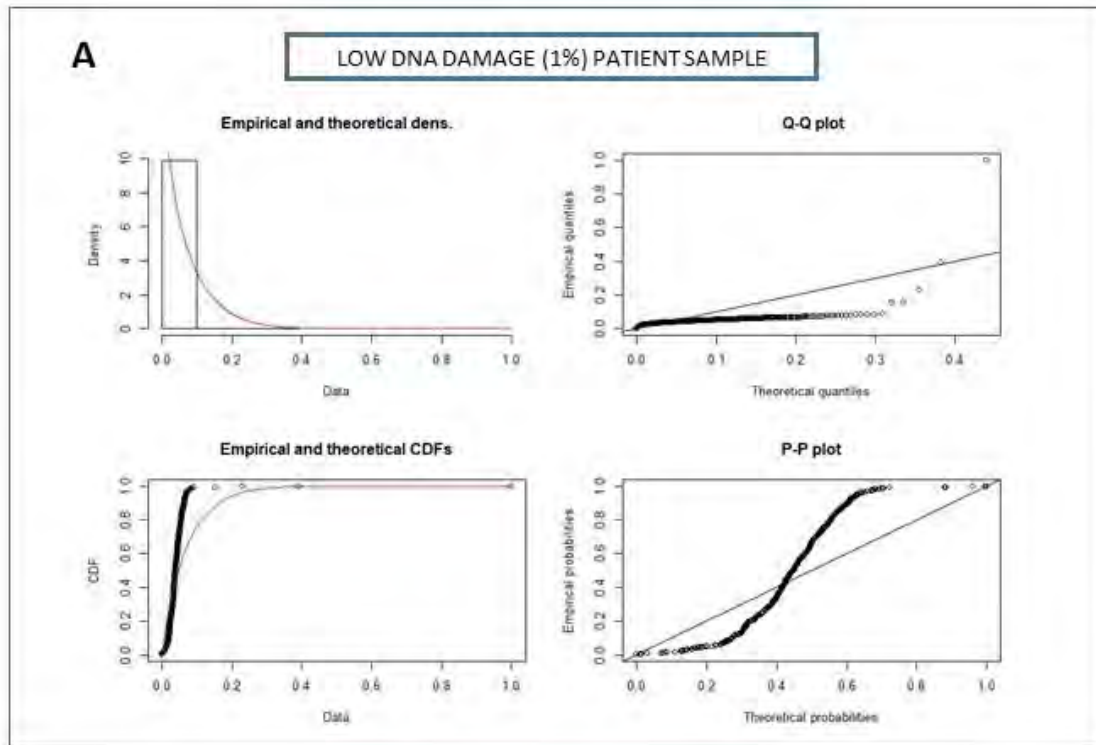 A
LOW DNA DAMAGE (1%) PATIENT SAMPLE
Empirical and theoretical dens.
Density
10
8
6
4
2
0
0.0 0.2 0.4 0.6 0.8 1.0
Data
Q-Q plot
Empirical quantiles
1.0
0.8
0.6
0.4
0.2
0.0
0.0 0.1 0.2 0.3 0.4
Theoretical quantiles
Empirical and theoretical CDFs
CDF
1.0
0.8
0.6
0.4
0.2
0.0
0.0 0.2 0.4 0.6 0.8 1.0
Data
P-P plot
Empirical probabilities
1.0
0.8
0.6
0.4
0.2
0.0
0.0 0.2 0.4 0.6 0.8 1.0
Theoretical probabilities